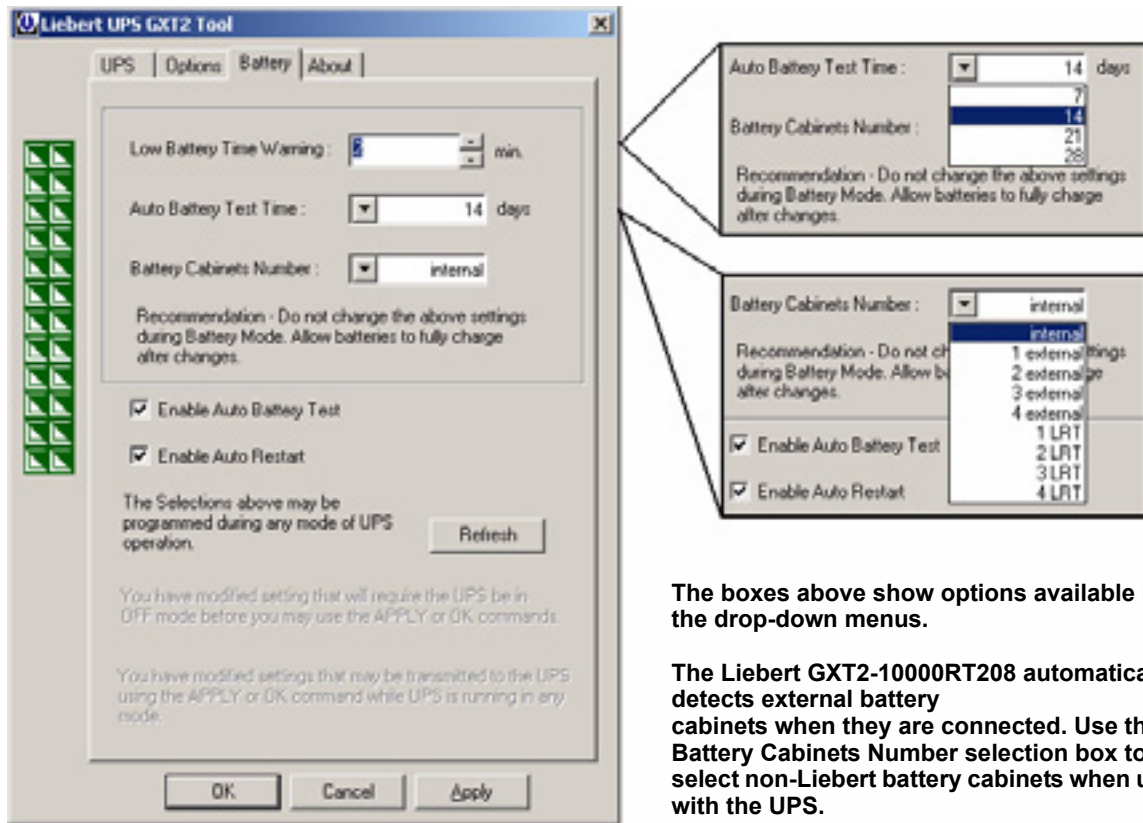 Liebert UPS GXT2 Tool
UPS Options Battery About
Low Battery Time Warning : 2 min.
Auto Battery Test Time : 14 days
Battery Cabinets Number : internal
Recommendation - Do not change the above settings
during Battery Mode. Allow batteries to fully charge
after changes.
Enable Auto Battery Test
Enable Auto Restart
The Selections above may be
programmed during any mode of UPS
operation.
Refresh
You have modified setting that will require the UPS be in
OFF mode before you may use the APPLY or OK commands.
You have modified settings that may be transmitted to the UPS
using the APPLY or OK command while UPS is running in any
mode.
OK Cancel Apply
Auto Battery Test Time : 14 days
7
14
21
28
Battery Cabinets Number :
Recommendation - Do not change the above settings
during Battery Mode. Allow batteries to fully charge
after changes.
Battery Cabinets Number : internal
internal
1 external
2 external
3 external
4 external
1 LRT
2 LRT
3 LRT
4 LRT
Recommendation - Do not ch ttings
during Battery Mode. Allow ba ge
after changes.
Enable Auto Battery Test
Enable Auto Restart
The boxes above show options available
the drop-down menus.
The Liebert GXT2-10000RT208 automatica
detects external battery
cabinets when they are connected. Use th
Battery Cabinets Number selection box to
select non-Liebert battery cabinets when u
with the UPS.